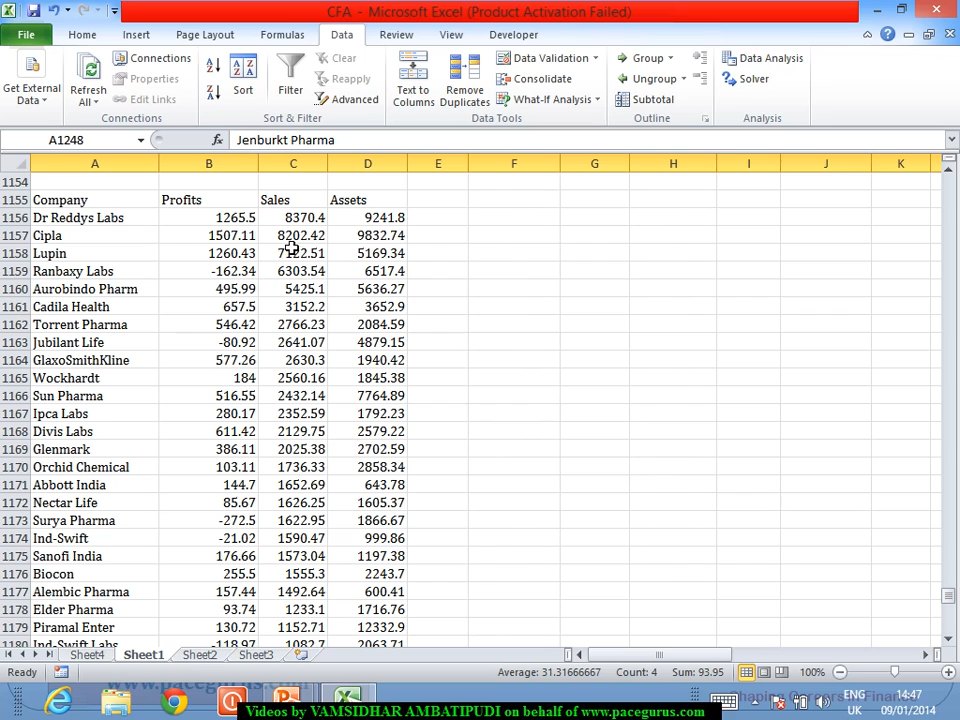 CFA - Microsoft Excel (Product Activation Failed)
File Home Insert Page Layout Formulas Data Review View Developer
Get External Data
Refresh All
Connections
Properties
Edit Links
Connections
Sort
Filter
Clear
Reapply
Advanced
Sort & Filter
Text to Columns
Remove Duplicates
Data Validation
Consolidate
What-If Analysis
Data Tools
Group
Ungroup
Subtotal
Outline
Data Analysis
Solver
Analysis
A1248 fx Jenburkt Pharma
A B C D E F G H I J K
1154
1155 Company Profits Sales Assets
1156 Dr Reddys Labs 1265.5 8370.4 9241.8
1157 Cipla 1507.11 8202.42 9832.74
1158 Lupin 1260.43 5169.34
1159 Ranbaxy Labs -162.34 6303.54 6517.4
1160 Aurobindo Pharm 495.99 5425.1 5636.27
1161 Cadila Health 657.5 3152.2 3652.9
1162 Torrent Pharma 546.42 2766.23 2084.59
1163 Jubilant Life -80.92 2641.07 4879.15
1164 GlaxoSmithKline 577.26 2630.3 1940.42
1165 Wockhardt 184 2560.16 1845.38
1166 Sun Pharma 516.55 2432.14 7764.89
1167 Ipca Labs 280.17 2352.59 1792.23
1168 Divis Labs 611.42 2129.75 2579.22
1169 Glenmark 386.11 2025.38 2702.59
1170 Orchid Chemical 103.11 1736.33 2858.34
1171 Abbott India 144.7 1652.69 643.78
1172 Nectar Life 85.67 1626.25 1605.37
1173 Surya Pharma -272.5 1622.95 1866.67
1174 Ind-Swift -21.02 1590.47 999.86
1175 Sanofi India 176.66 1573.04 1197.38
1176 Biocon 255.5 1555.3 2243.7
1177 Alembic Pharma 157.44 1492.64 600.41
1178 Elder Pharma 93.74 1233.1 1716.76
1179 Piramal Enter 130.72 1152.71 12332.9
1180 Ind-Swift Labs -118.97 1082.7 2063.71
Sheet4 Sheet1 Sheet2 Sheet3
Ready Average: 31.31666667 Count: 4 Sum: 93.95 100%
www.pacegurus.com
ENG 14:47
UK 09/01/2014
Videos by VAMSIDHAR AMBATIPUDI on behalf of www.pacegurus.com